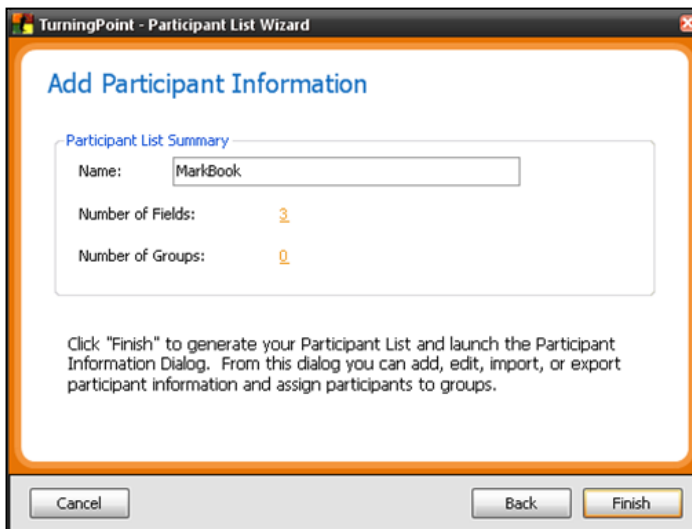 TurningPoint - Participant List Wizard
Add Participant Information
Participant List Summary
Name: MarkBook
Number of Fields: 3
Number of Groups: 0
Click "Finish" to generate your Participant List and launch the Participant
Information Dialog. From this dialog you can add, edit, import, or export
participant information and assign participants to groups.
Cancel Back Finish